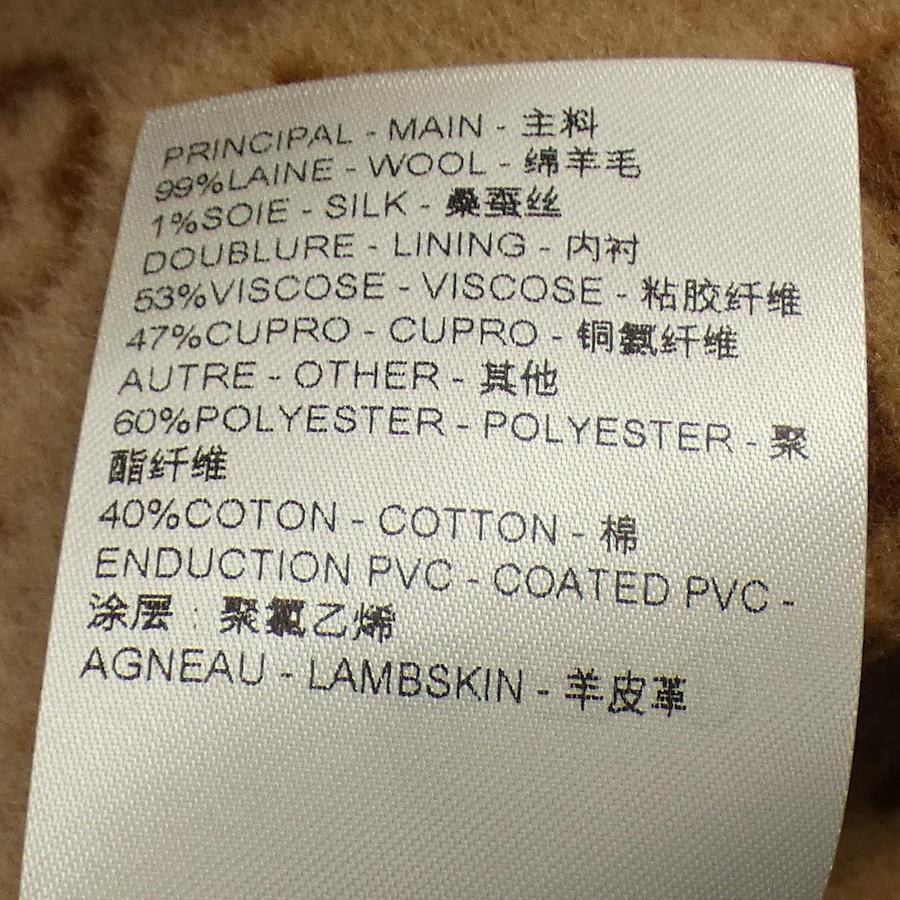 PRINCIPAL - MAIN - 主料
99%LAINE - WOOL - 绵羊毛
1%SOIE - SILK - 桑蚕丝
DOUBLURE - LINING - 内衬
53%VISCOSE - VISCOSE - 粘胶纤维
47%CUPRO - CUPRO - 铜氨纤维
AUTRE - OTHER - 其他
60%POLYESTER - POLYESTER - 聚
酯纤维
40%COTON - COTTON - 棉
ENDUCTION PVC - COATED PVC -
涂层 : 聚氯乙烯
AGNEAU - LAMBSKIN - 羊皮革